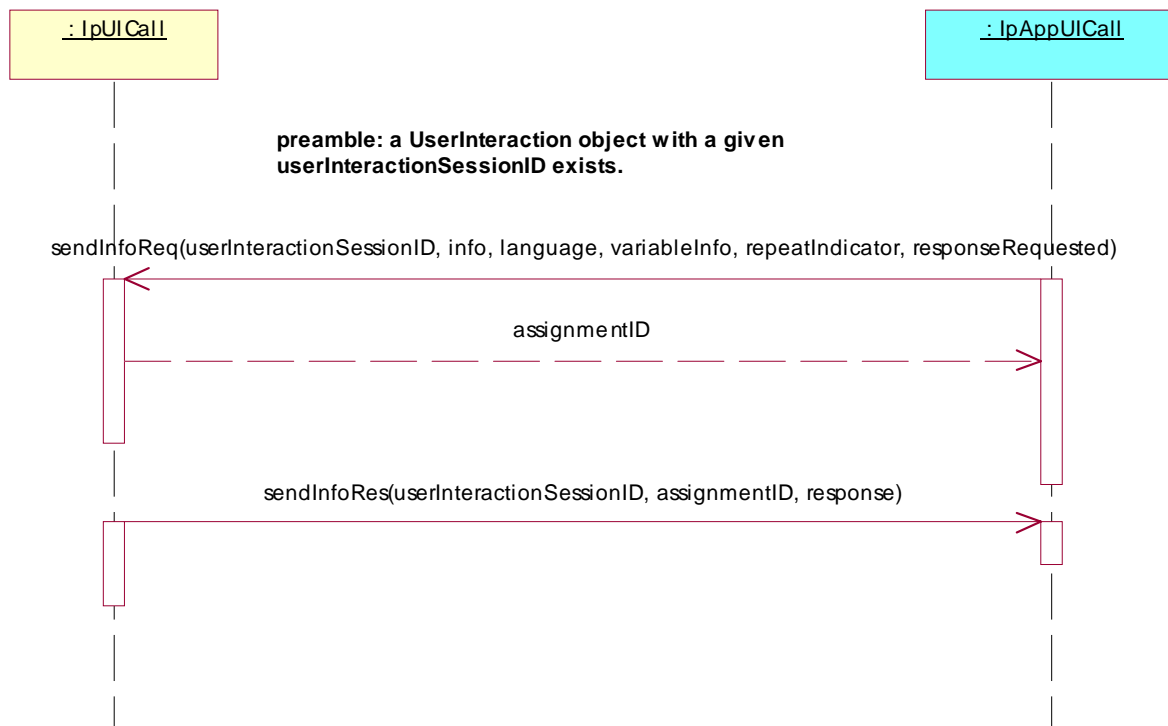 : IpUICall
: IpAppUICall
preamble: a UserInteraction object with a given
userInteractionSessionID exists.
sendInfoReq(userInteractionSessionID, info, language, variableInfo, repeatIndicator, responseRequested)
assignmentID
sendInfoRes(userInteractionSessionID, assignmentID, response)